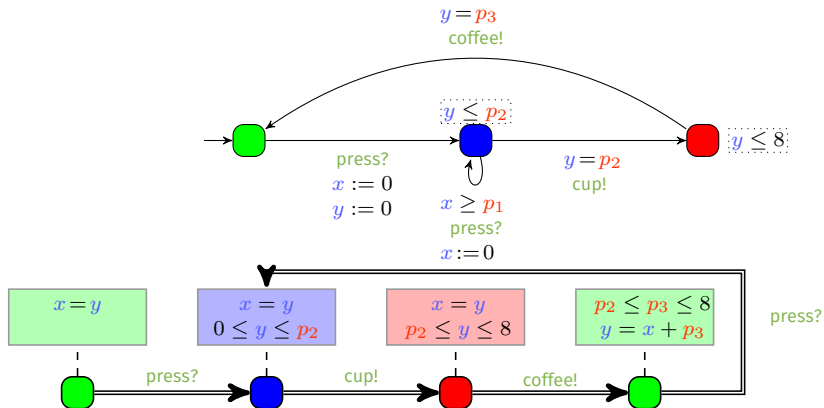 y = p₃
coffee!
y ≤ p₂
y ≤ 8
press?
x := 0
y := 0
y = p₂
cup!
x ≥ p₁
press?
x := 0
x = y
x = y
0 ≤ y ≤ p₂
x = y
p₂ ≤ y ≤ 8
p₂ ≤ p₃ ≤ 8
y = x + p₃
press?
press?
cup!
coffee!